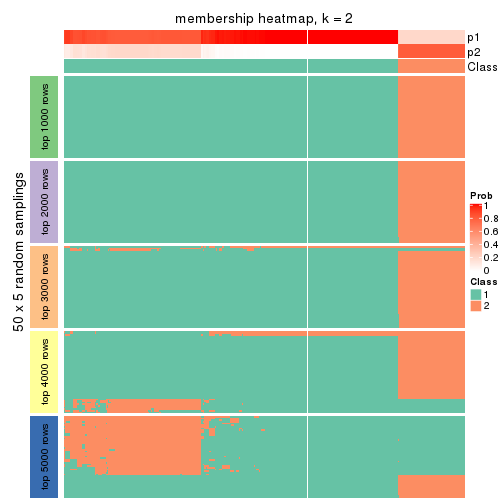 membership heatmap, k = 2
p1
p2
Class
50 x 5 random samplings
top 1000 rows
top 2000 rows
top 3000 rows
top 4000 rows
top 5000 rows
Prob
1
0.8
0.6
0.4
0.2
0
Class
1
2